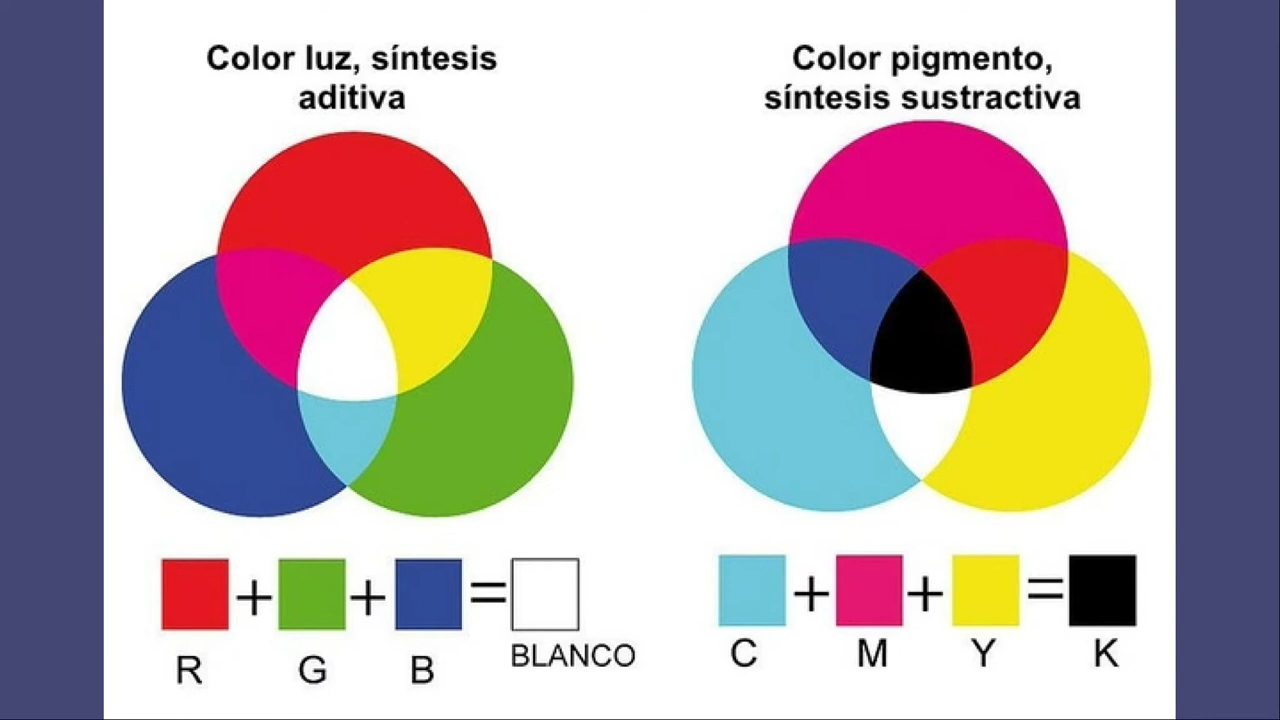 Color luz, síntesis
aditiva
R + G + B = BLANCO
Color pigmento,
síntesis sustractiva
C + M + Y = K